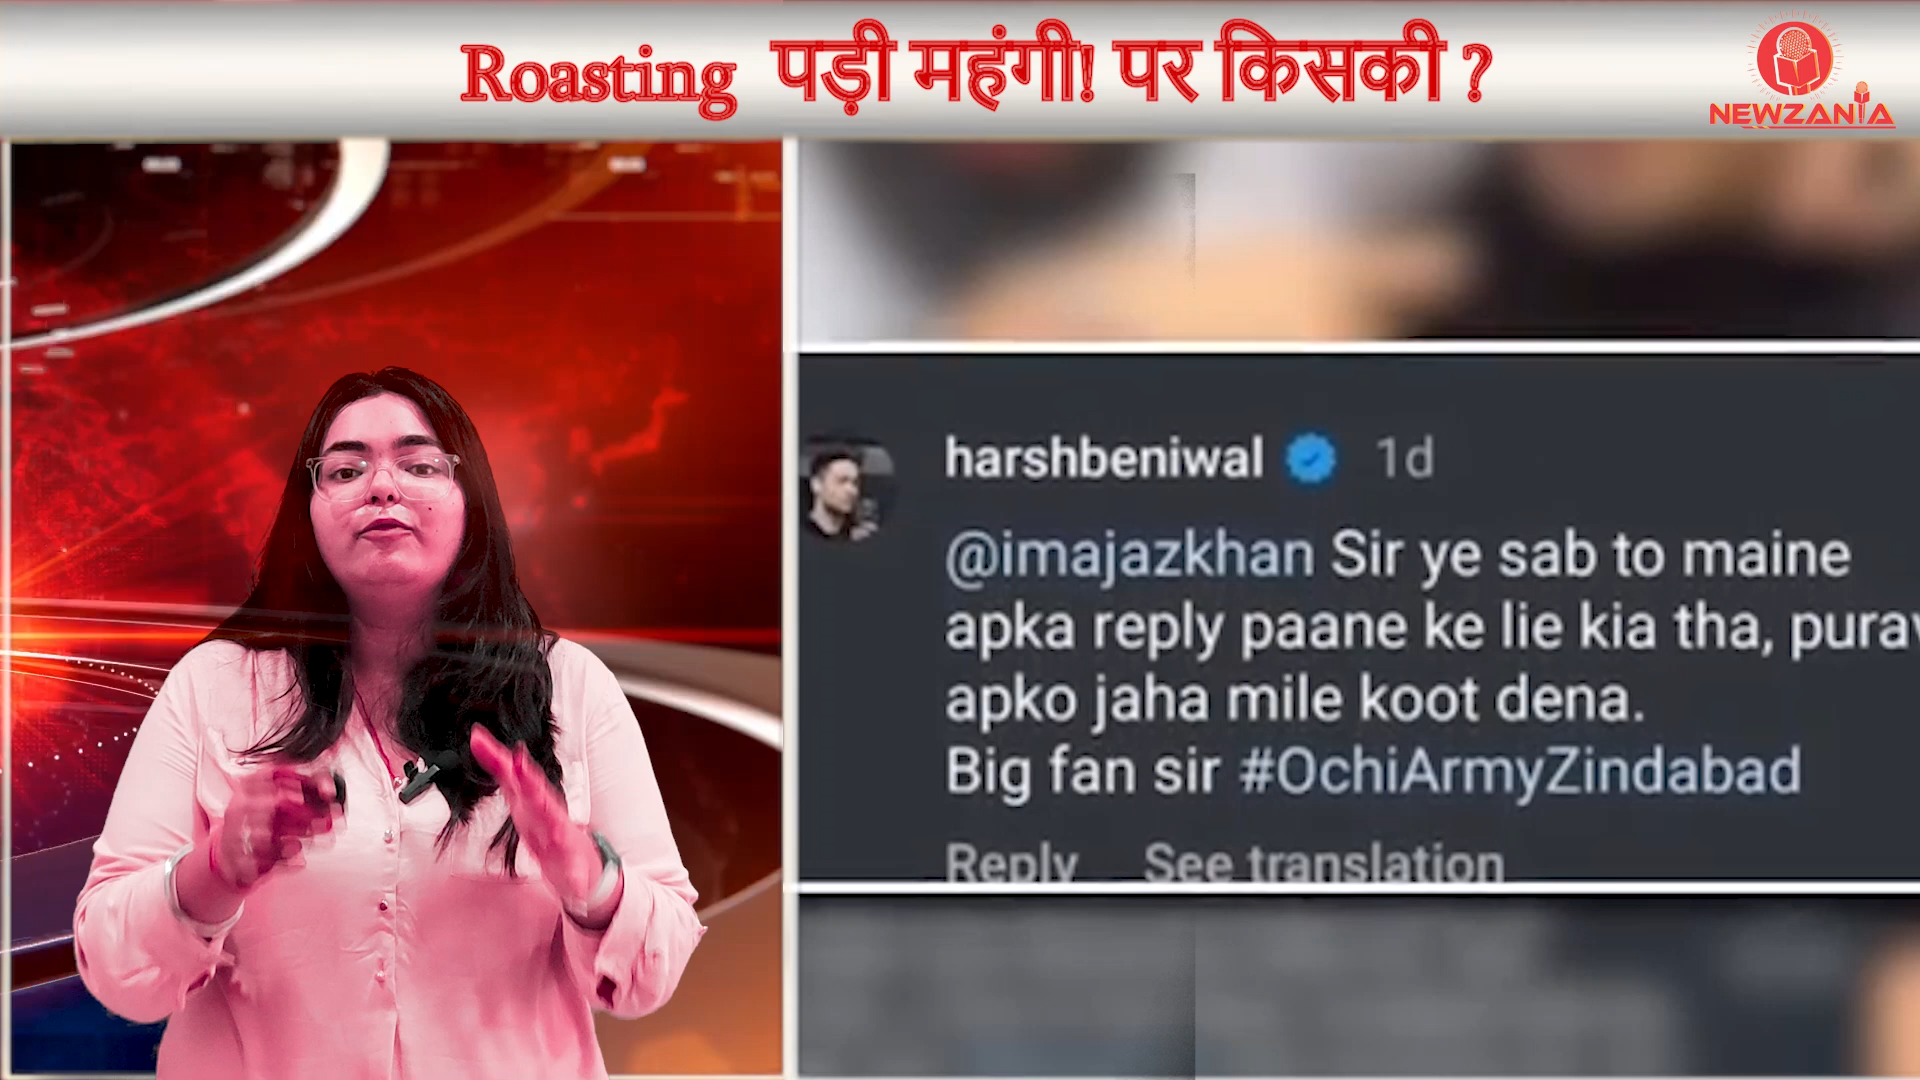 Roasting पड़ी महंगी! पर किसकी ?
NEWZANIA
harshbeniwal 1d
@imajazkhan Sir ye sab to maine
apka reply paane ke lie kia tha,
apko jaha mile koot dena.
Big fan sir #OchiArmyZindabad
Reply See translation